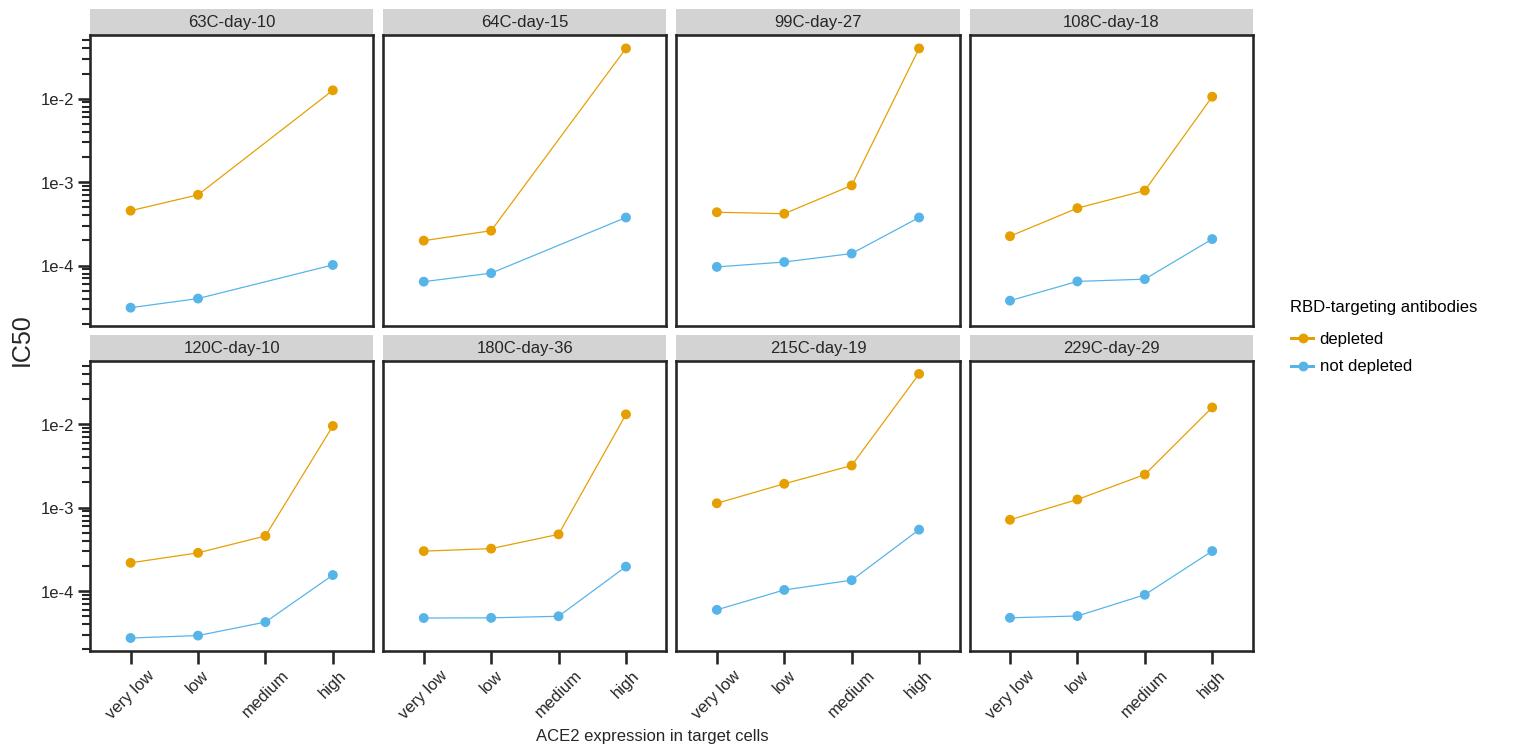 63C-day-10 64C-day-15 99C-day-27 108C-day-18
1e-2
1e-3
1e-4
IC50
RBD-targeting antibodies
depleted
not depleted
120C-day-10 180C-day-36 215C-day-19 229C-day-29
1e-2
1e-3
1e-4
very low low medium high very low low medium high very low low medium high very low low medium high
ACE2 expression in target cells